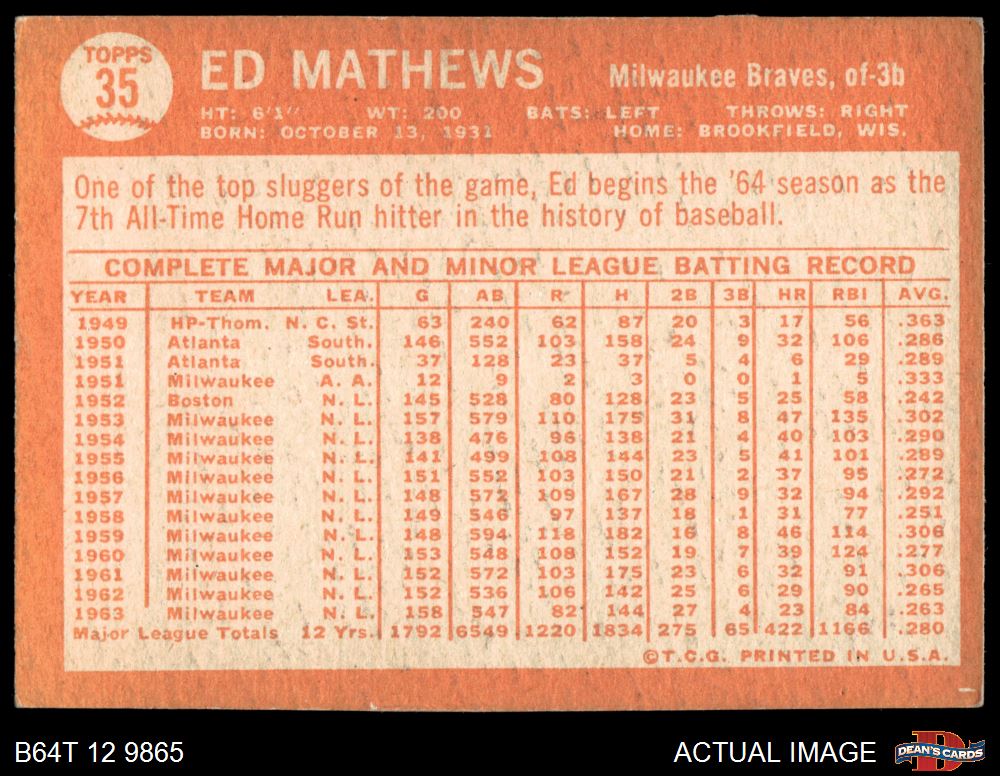 TOPPS
35
ED MATHEWS
Milwaukee Braves, of-3b
HT: 6'1" WT: 200 BATS: LEFT THROWS: RIGHT
BORN: OCTOBER 13, 1931 HOME: BROOKFIELD, WIS.
One of the top sluggers of the game, Ed begins the '64 season as the
7th All-Time Home Run hitter in the history of baseball.
COMPLETE MAJOR AND MINOR LEAGUE BATTING RECORD
YEAR TEAM LEA. G AB R H 2B 3B HR RBI AVG.
1949 HP-Thom. N. C. St. 63 240 62 87 20 3 17 56 .363
1950 Atlanta South. 146 552 103 158 24 9 32 106 .286
1951 Atlanta South. 37 128 23 37 5 4 6 29 .289
1951 Milwaukee A. A. 12 9 2 3 0 0 1 5 .333
1952 Boston N. L. 145 528 80 128 23 5 25 58 .242
1953 Milwaukee N. L. 157 579 110 175 31 8 47 135 .302
1954 Milwaukee N. L. 138 476 96 138 21 4 40 103 .290
1955 Milwaukee N. L. 141 499 108 144 23 5 41 101 .289
1956 Milwaukee N. L. 151 552 103 150 21 2 37 95 .272
1957 Milwaukee N. L. 148 572 109 167 28 9 32 94 .292
1958 Milwaukee N. L. 149 546 97 137 18 1 31 77 .251
1959 Milwaukee N. L. 148 594 118 182 16 8 46 114 .306
1960 Milwaukee N. L. 153 548 108 152 19 7 39 124 .277
1961 Milwaukee N. L. 152 572 103 175 23 6 32 91 .306
1962 Milwaukee N. L. 152 536 106 142 25 6 29 90 .265
1963 Milwaukee N. L. 158 547 82 144 27 4 23 84 .263
Major League Totals 12 Yrs. 1792 6549 1220 1834 275 65 422 1166 .280
©T.C.G. PRINTED IN U.S.A.
B64T 12 9865
ACTUAL IMAGE
DEAN'S CARDS